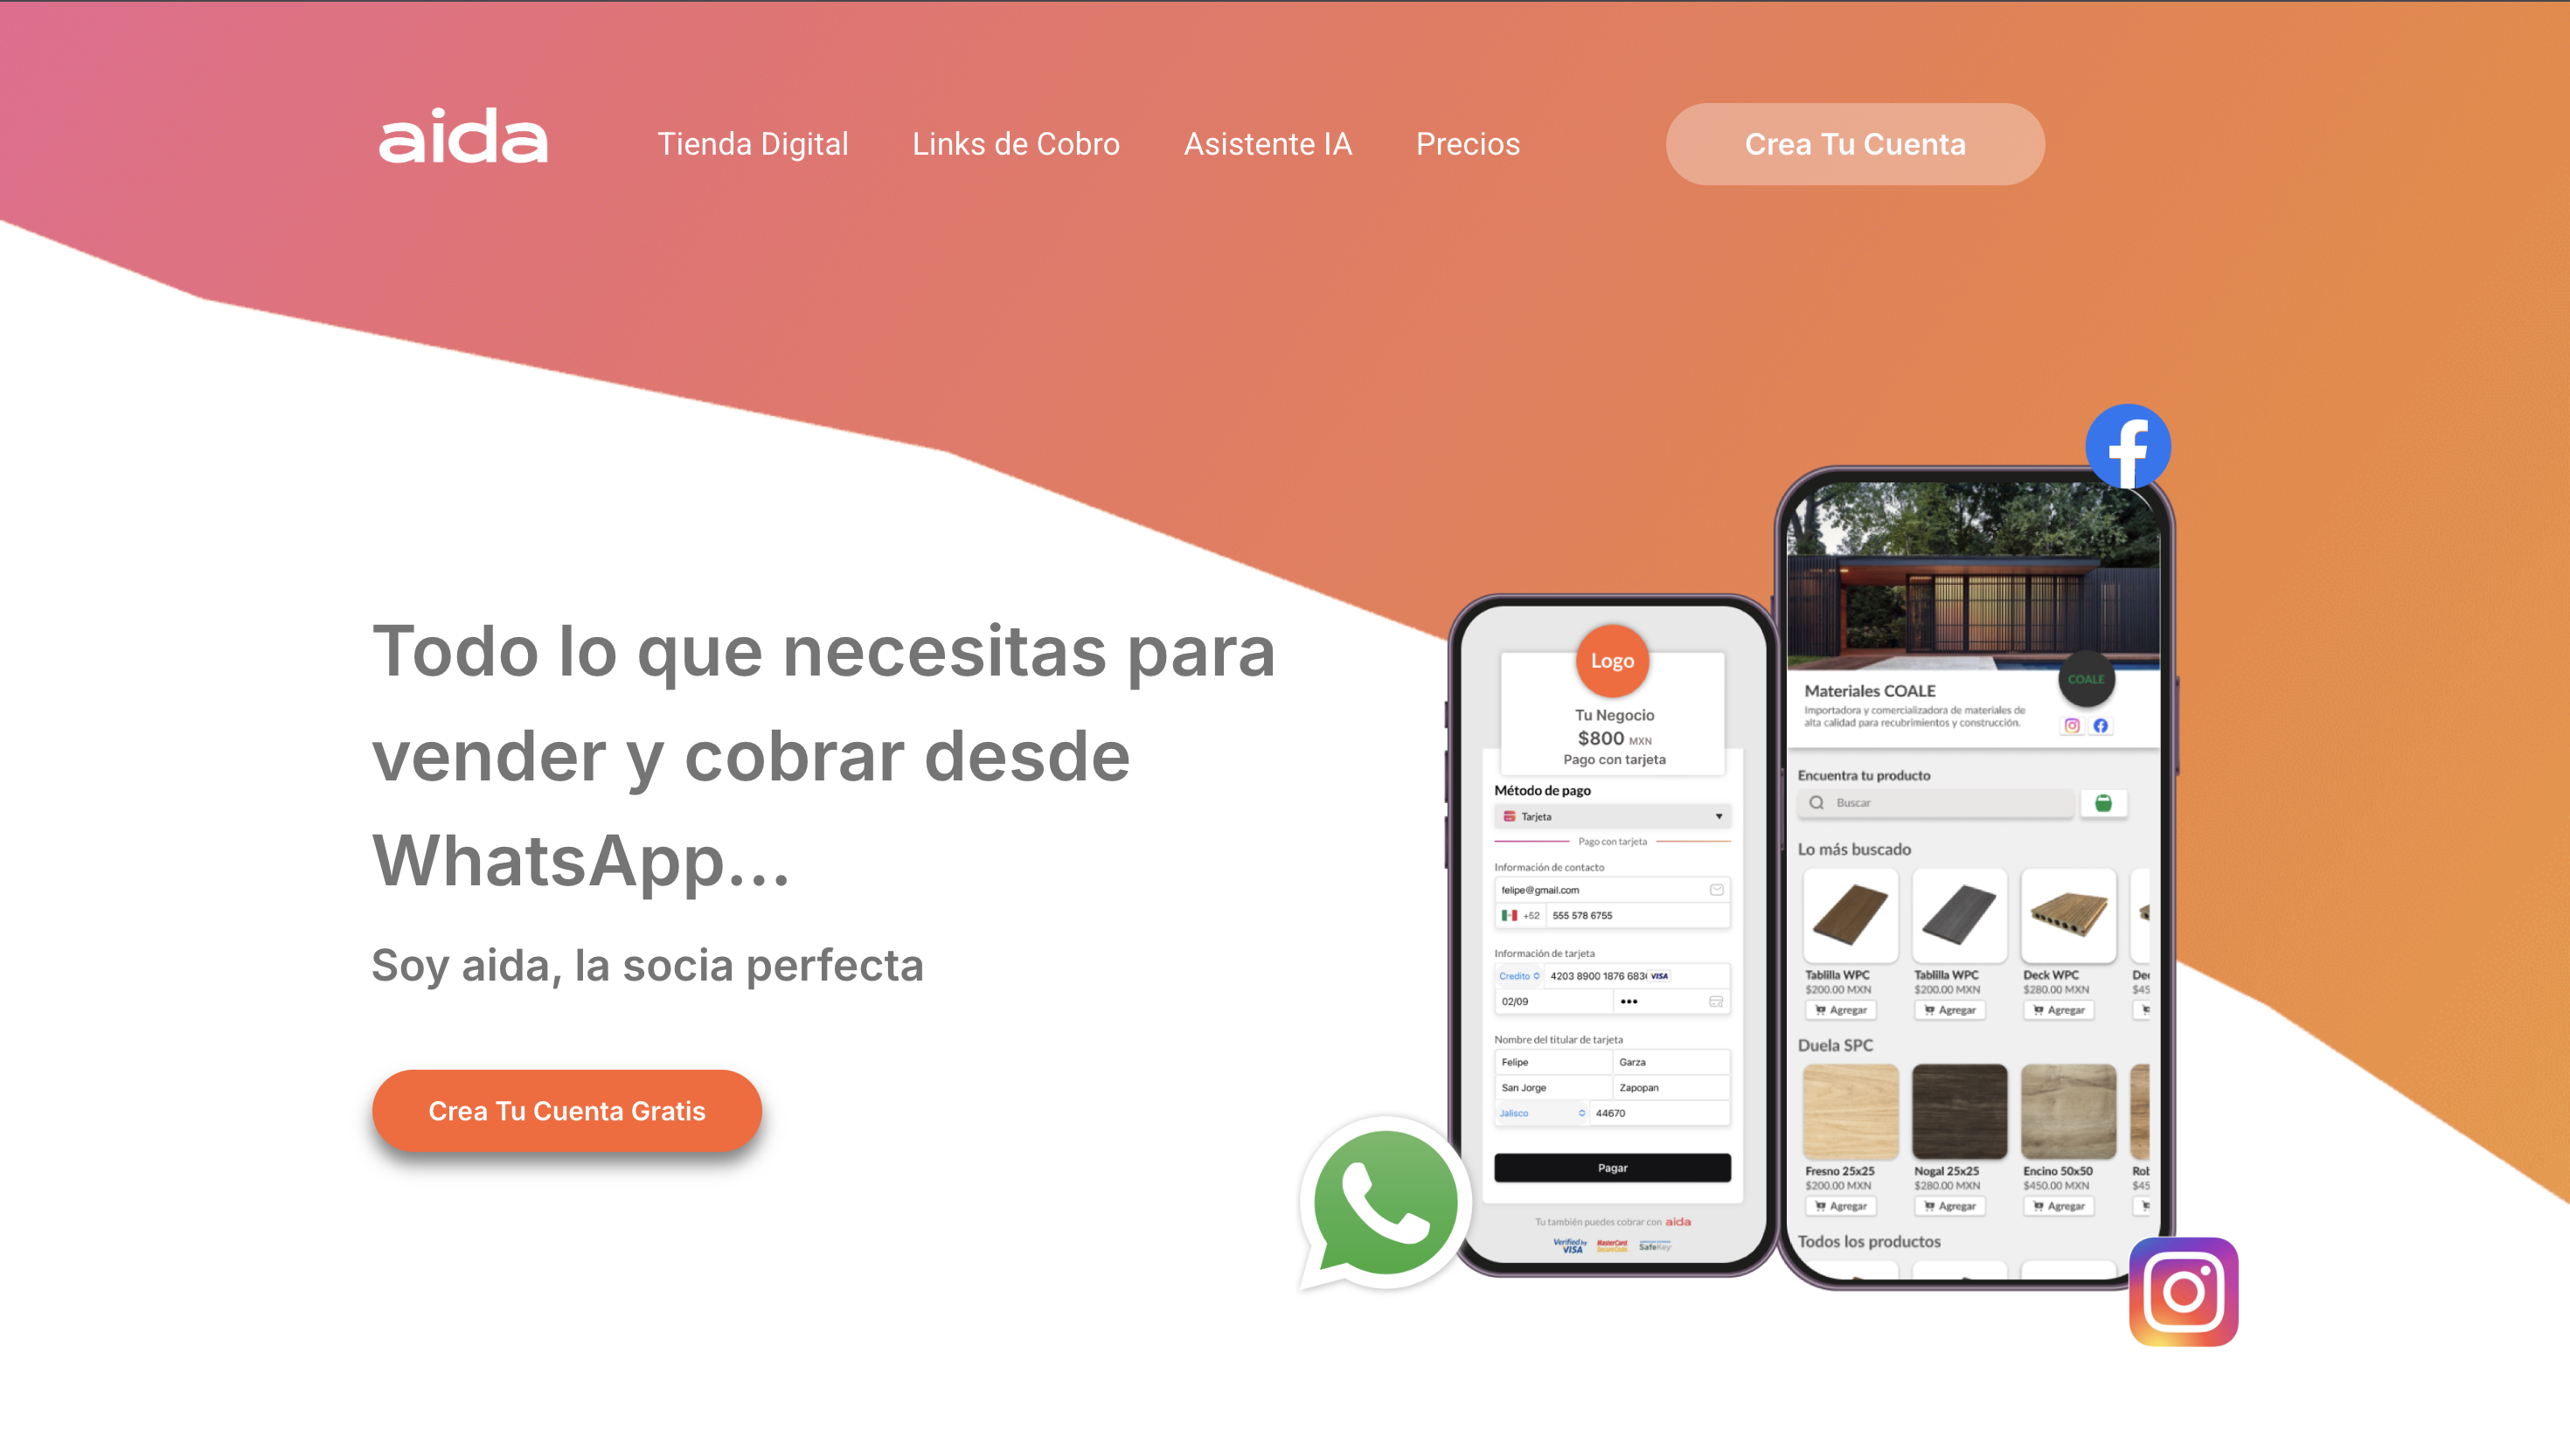 aida
Tienda Digital
Links de Cobro
Asistente IA
Precios
Crea Tu Cuenta
Todo lo que necesitas para
vender y cobrar desde
WhatsApp...
Soy aida, la socia perfecta
Crea Tu Cuenta Gratis
Logo
Tu Negocio
$800 MXN
Pago con tarjeta
Método de pago
Tarjeta
Pago con tarjeta
Información de contacto
felipe@gmail.com
+52 555 578 6755
Información de tarjeta
Credito 4203 8900 1876 683 VISA
02/09 •••
Nombre del titular de tarjeta
Felipe Garza
San Jorge Zapopan
Jalisco 44670
Pagar
Tu también puedes cobrar con aida
Verified by VISA
MasterCard SecureCode
SafeKey
COALE
Materiales COALE
Importadora y comercializadora de materiales de
alta calidad para recubrimientos y construcción.
Encuentra tu producto
Buscar
Lo más buscado
Tablilla WPC Tablilla WPC Deck WPC Dec
$200.00 MXN $200.00 MXN $280.00 MXN $45
Agregar Agregar Agregar
Duela SPC
Fresno 25x25 Nogal 25x25 Encino 50x50 Rob
$200.00 MXN $280.00 MXN $450.00 MXN $45
Agregar Agregar Agregar
Todos los productos